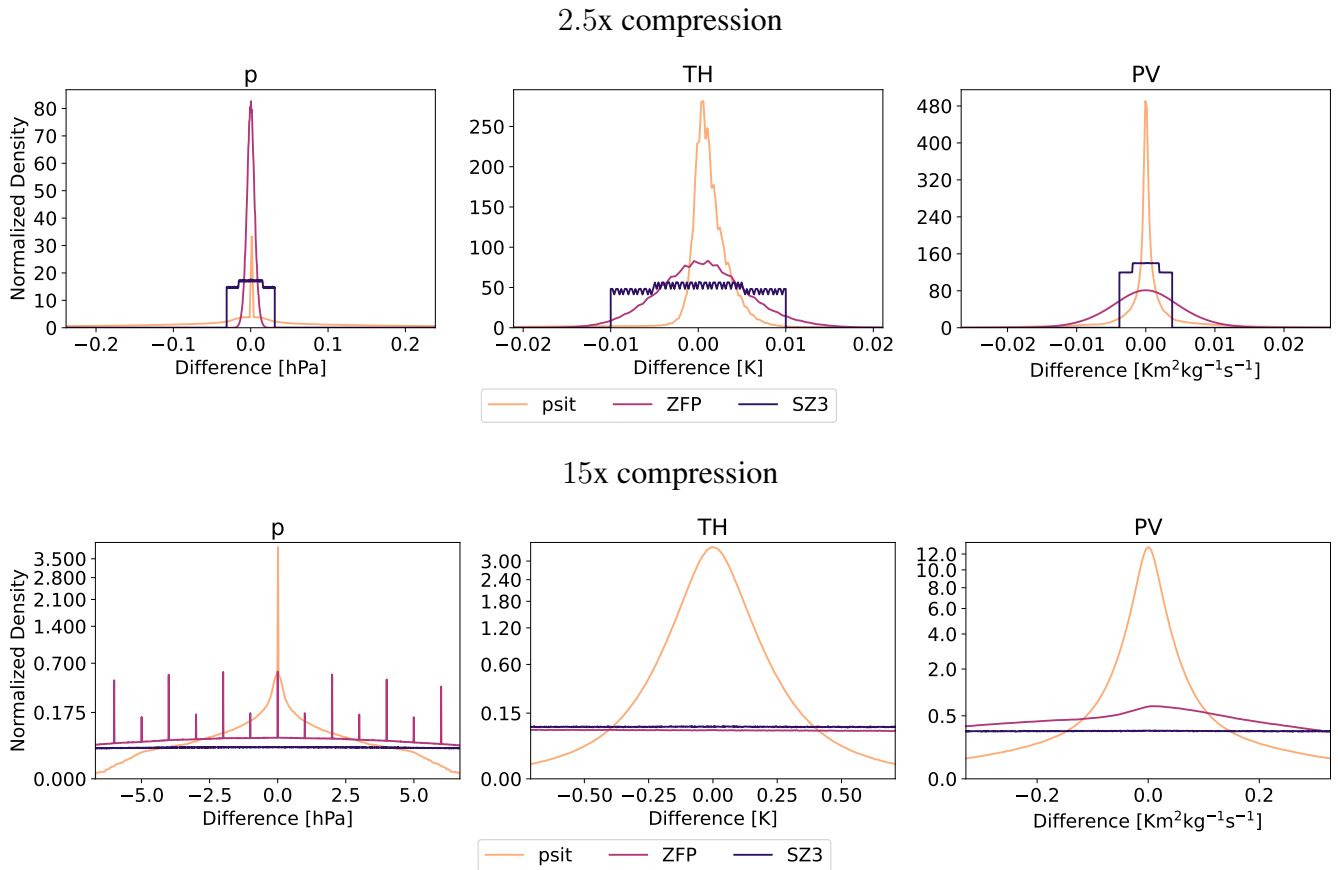 2.5x compression
p
TH
PV
Normalized Density
80
70
60
50
40
30
20
10
0
250
200
150
100
50
0
480
400
320
240
160
80
0
−0.2 −0.1 0.0 0.1 0.2
−0.02 −0.01 0.00 0.01 0.02
−0.02 −0.01 0.00 0.01 0.02
Difference [hPa]
Difference [K]
Difference [Km²kg⁻¹s⁻¹]
psit ZFP SZ3
15x compression
p
TH
PV
Normalized Density
3.500
2.800
2.100
1.400
0.700
0.175
0.000
3.00
2.40
1.80
1.20
0.60
0.15
0.00
12.0
10.0
8.0
6.0
4.0
2.0
0.5
0.0
−5.0 −2.5 0.0 2.5 5.0
−0.50 −0.25 0.00 0.25 0.50
−0.2 0.0 0.2
Difference [hPa]
Difference [K]
Difference [Km²kg⁻¹s⁻¹]
psit ZFP SZ3